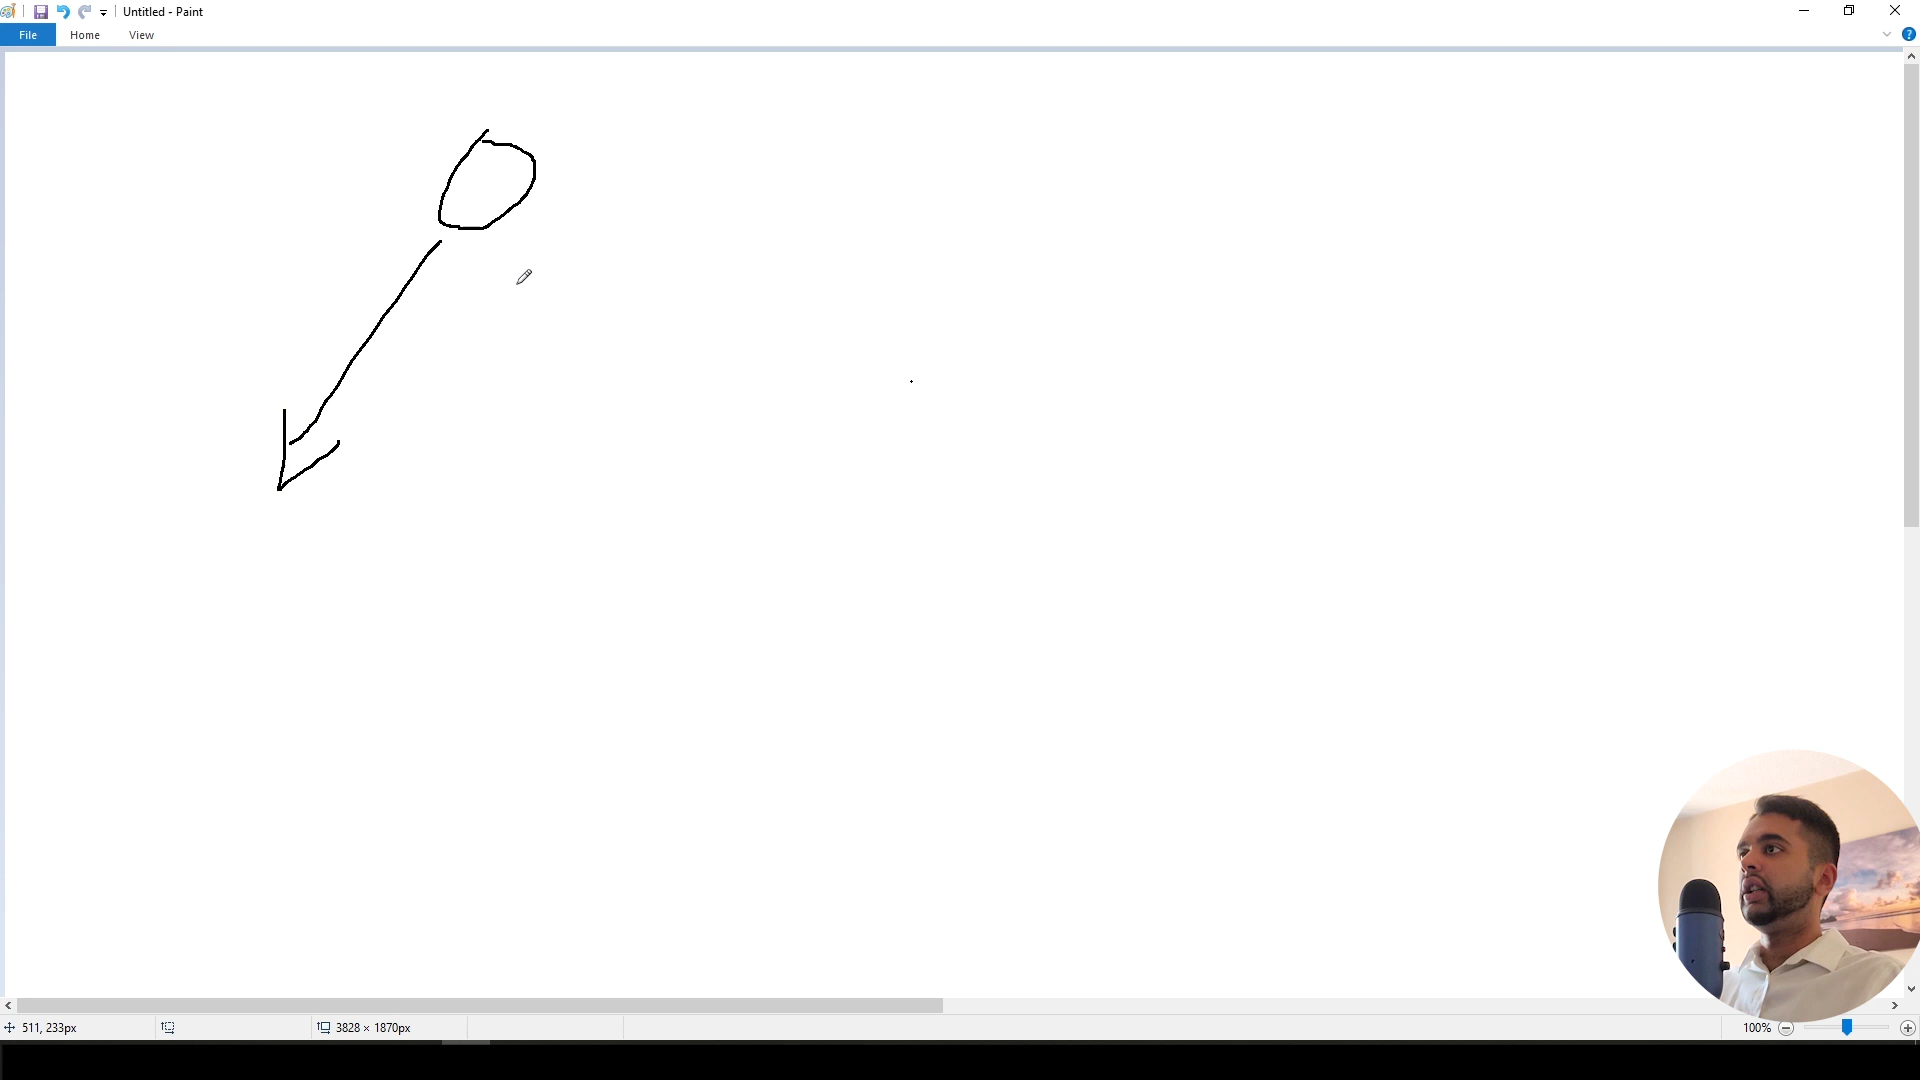 Untitled - Paint
File Home View
511, 233px
3828 × 1870px
100%